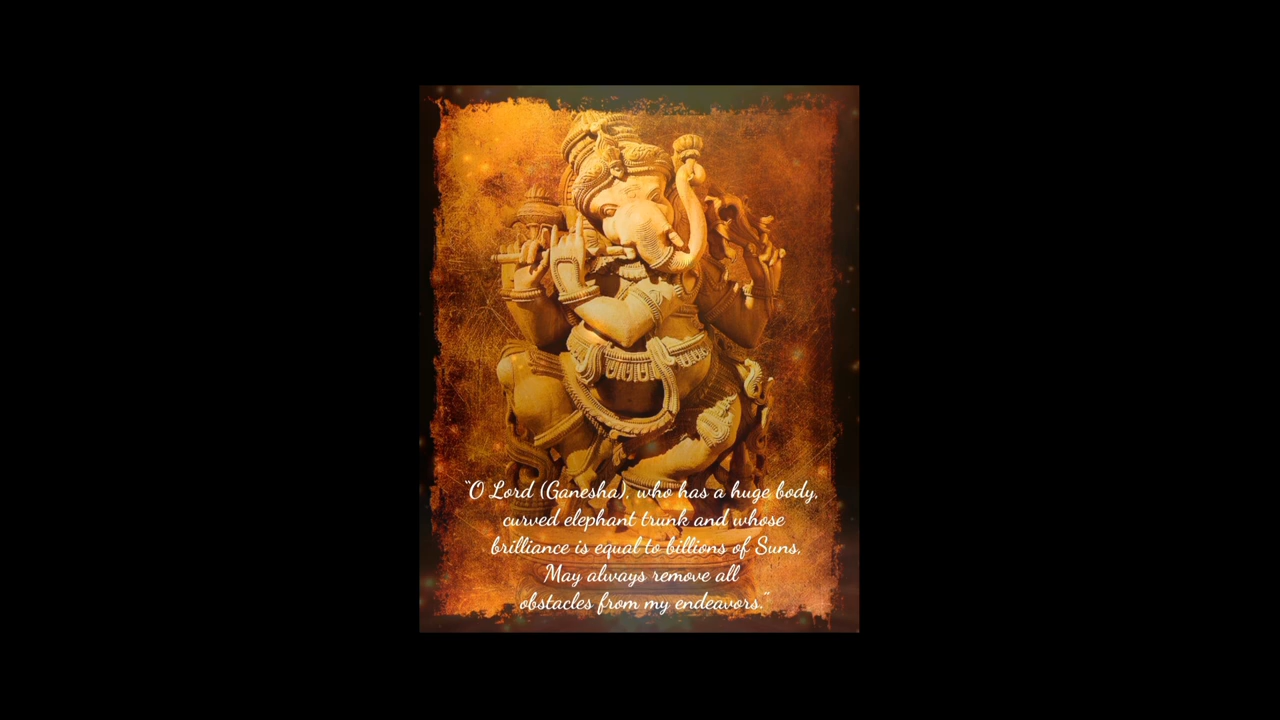 “O Lord (Ganesha), who has a huge body,
curved elephant trunk and whose
brilliance is equal to billions of Suns,
May always remove all
obstacles from my endeavors.”